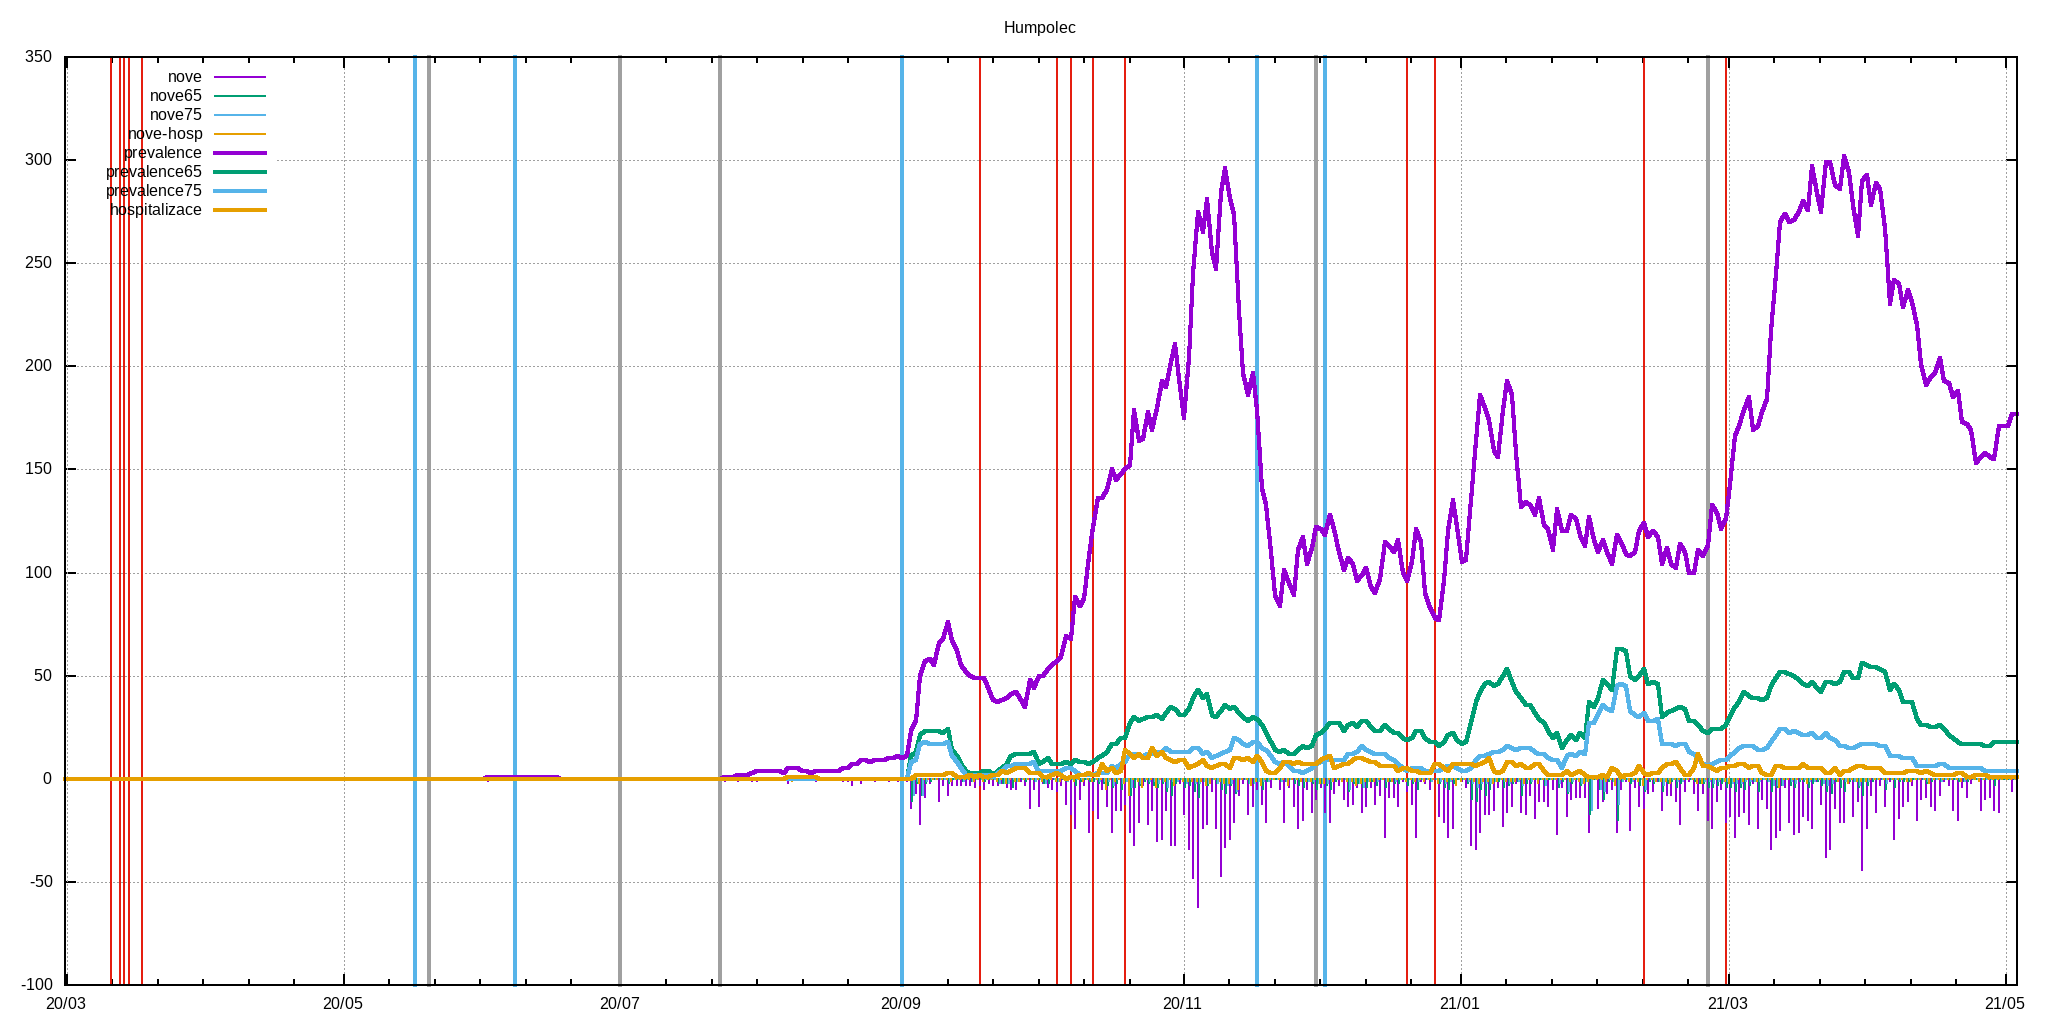 Humpolec
350
300
250
200
150
100
50
0
-50
-100
nove
nove65
nove75
nove-hosp
prevalence
prevalence65
prevalence75
hospitalizace
20/03 20/05 20/07 20/09 20/11 21/01 21/03 21/05